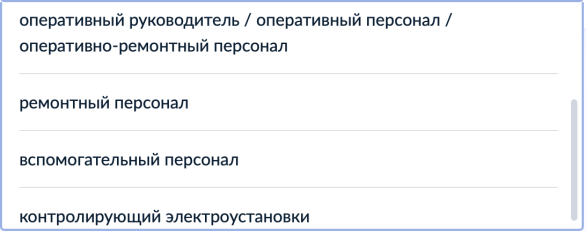 оперативный руководитель / оперативный персонал /
оперативно-ремонтный персонал
ремонтный персонал
вспомогательный персонал
контролирующий электроустановки